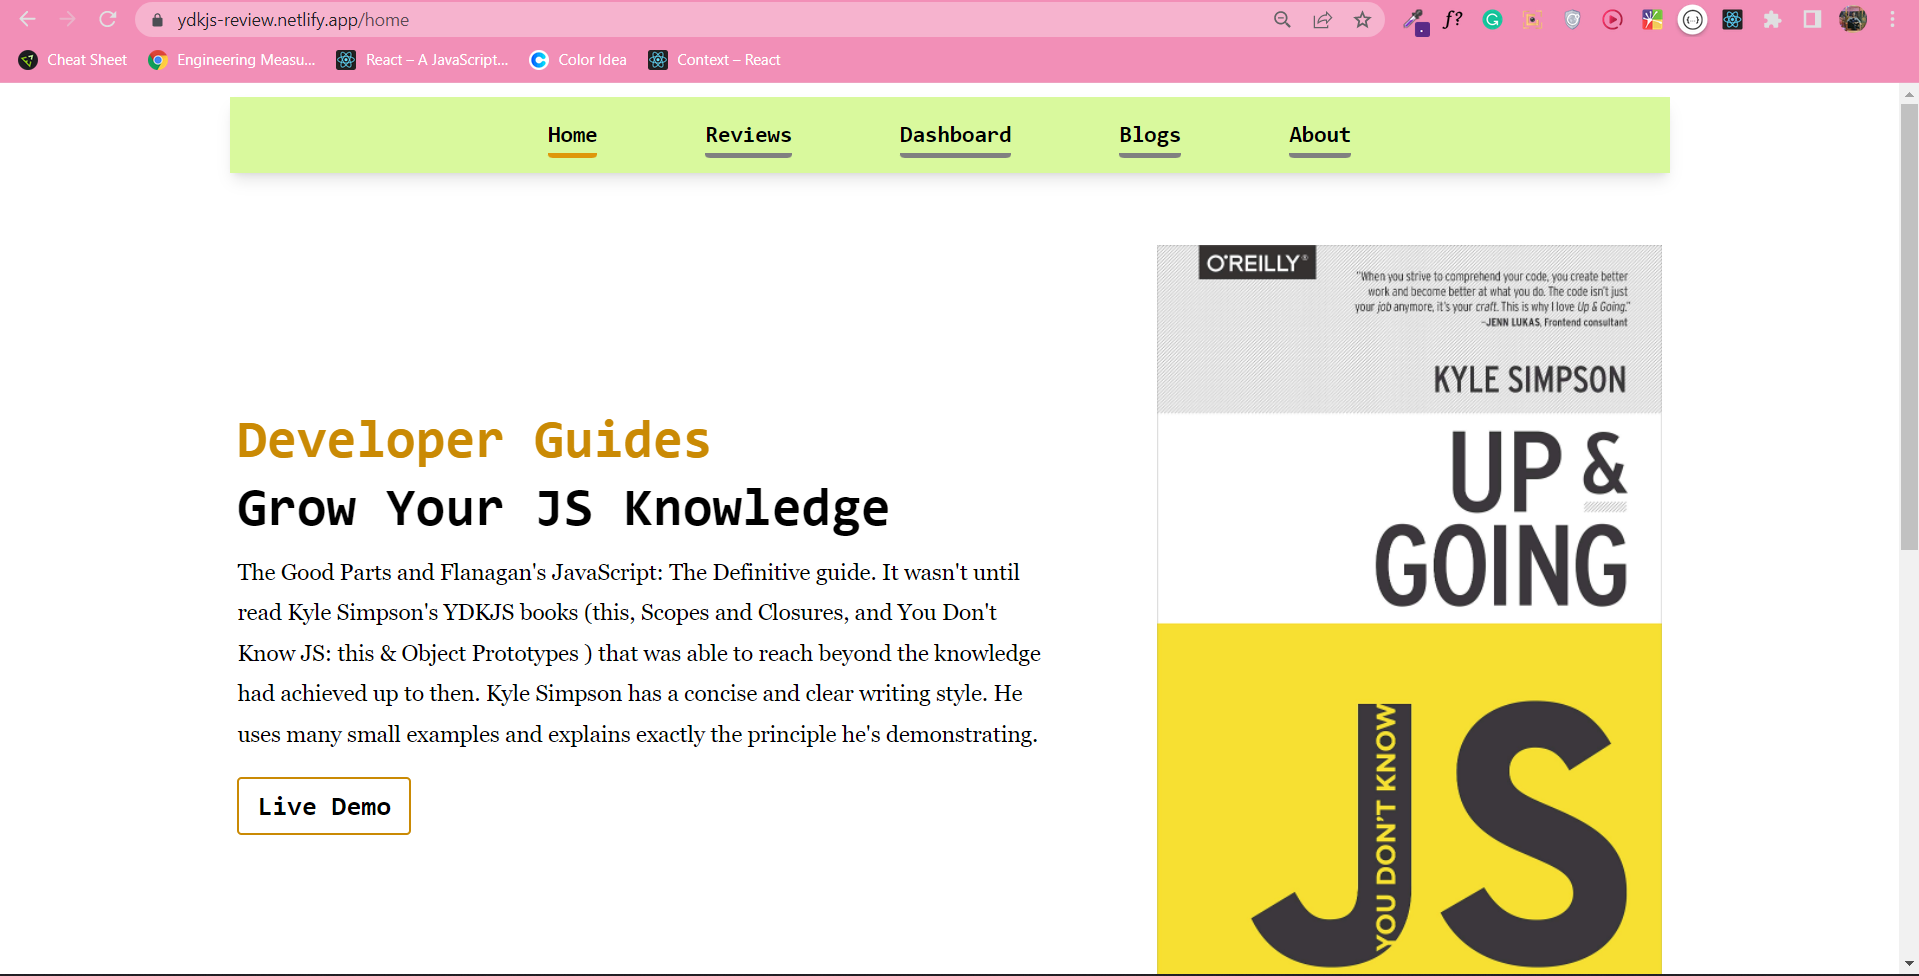 ydkjs-review.netlify.app/home
f?
Cheat Sheet Engineering Measu... React – A JavaScript... Color Idea Context – React
Home Reviews Dashboard Blogs About
Developer Guides
Grow Your JS Knowledge
The Good Parts and Flanagan's JavaScript: The Definitive guide. It wasn't until
read Kyle Simpson's YDKJS books (this, Scopes and Closures, and You Don't
Know JS: this & Object Prototypes ) that was able to reach beyond the knowledge
had achieved up to then. Kyle Simpson has a concise and clear writing style. He
uses many small examples and explains exactly the principle he's demonstrating.
Live Demo
O'REILLY®
"When you strive to comprehend your code, you create better
work and become better at what you do. The code isn't just
your job anymore, it's your craft. This is why I love Up & Going."
–JENN LUKAS, Frontend consultant
KYLE SIMPSON
UP &
GOING
YOU DON'T KNOW
JS